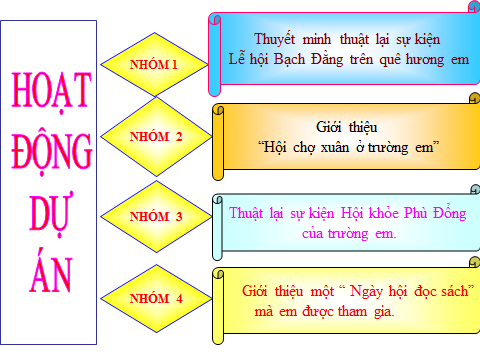 HOẠT
ĐỘNG
DỰ
ÁN
NHÓM 1
Thuyết minh thuật lại sự kiện
Lễ hội Bạch Đằng trên quê hương em
NHÓM 2
Giới thiệu
“Hội chợ xuân ở trường em”
NHÓM 3
Thuật lại sự kiện Hội khỏe Phù Đổng
của trường em.
NHÓM 4
Giới thiệu một “ Ngày hội đọc sách”
mà em được tham gia.